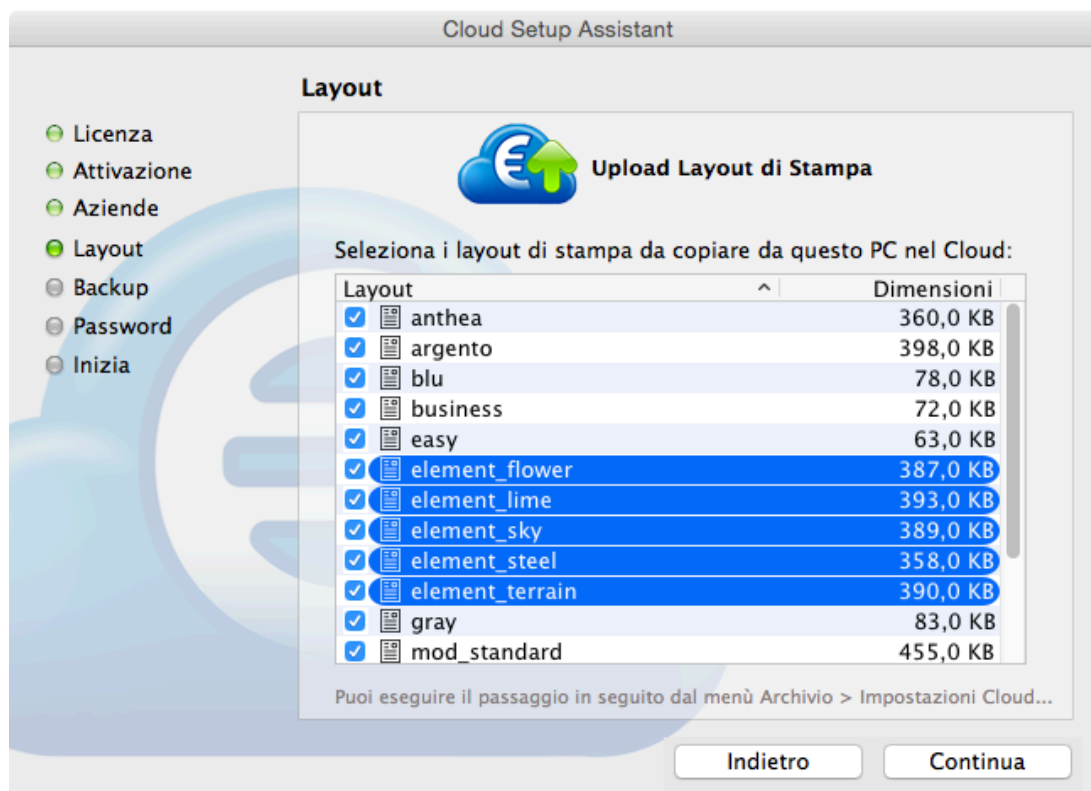 Cloud Setup Assistant
Layout
Licenza
Attivazione
Aziende
Layout
Backup
Password
Inizia
Upload Layout di Stampa
Seleziona i layout di stampa da copiare da questo PC nel Cloud:
Layout Dimensioni
anthea 360,0 KB
argento 398,0 KB
blu 78,0 KB
business 72,0 KB
easy 63,0 KB
element_flower 387,0 KB
element_lime 393,0 KB
element_sky 389,0 KB
element_steel 358,0 KB
element_terrain 390,0 KB
gray 83,0 KB
mod_standard 455,0 KB
Puoi eseguire il passaggio in seguito dal menù Archivio > Impostazioni Cloud...
Indietro Continua